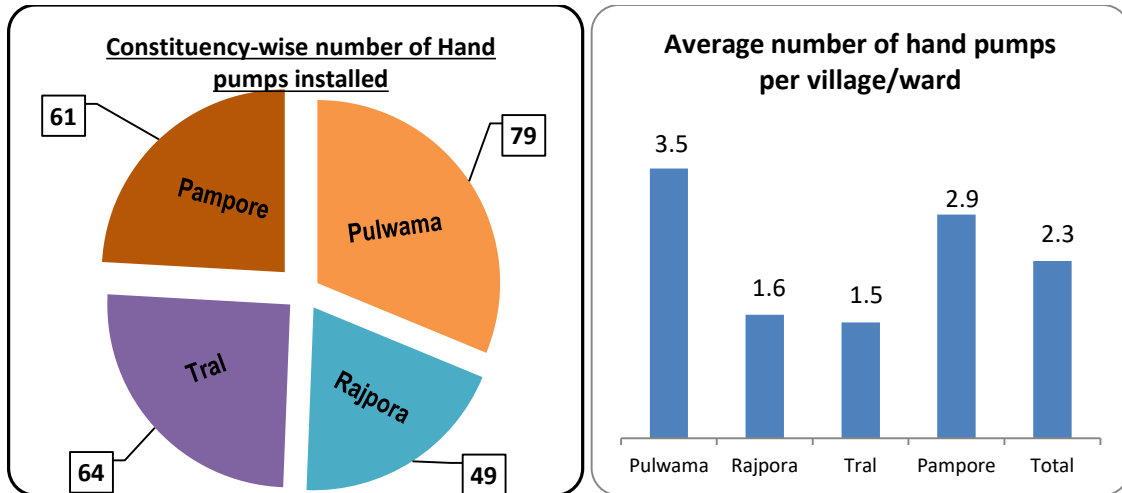 Constituency-wise number of Hand
pumps installed
61
79
Pampore
Pulwama
Tral
Rajpora
64
49
Average number of hand pumps
per village/ward
3.5
1.6
1.5
2.9
2.3
Pulwama
Rajpora
Tral
Pampore
Total